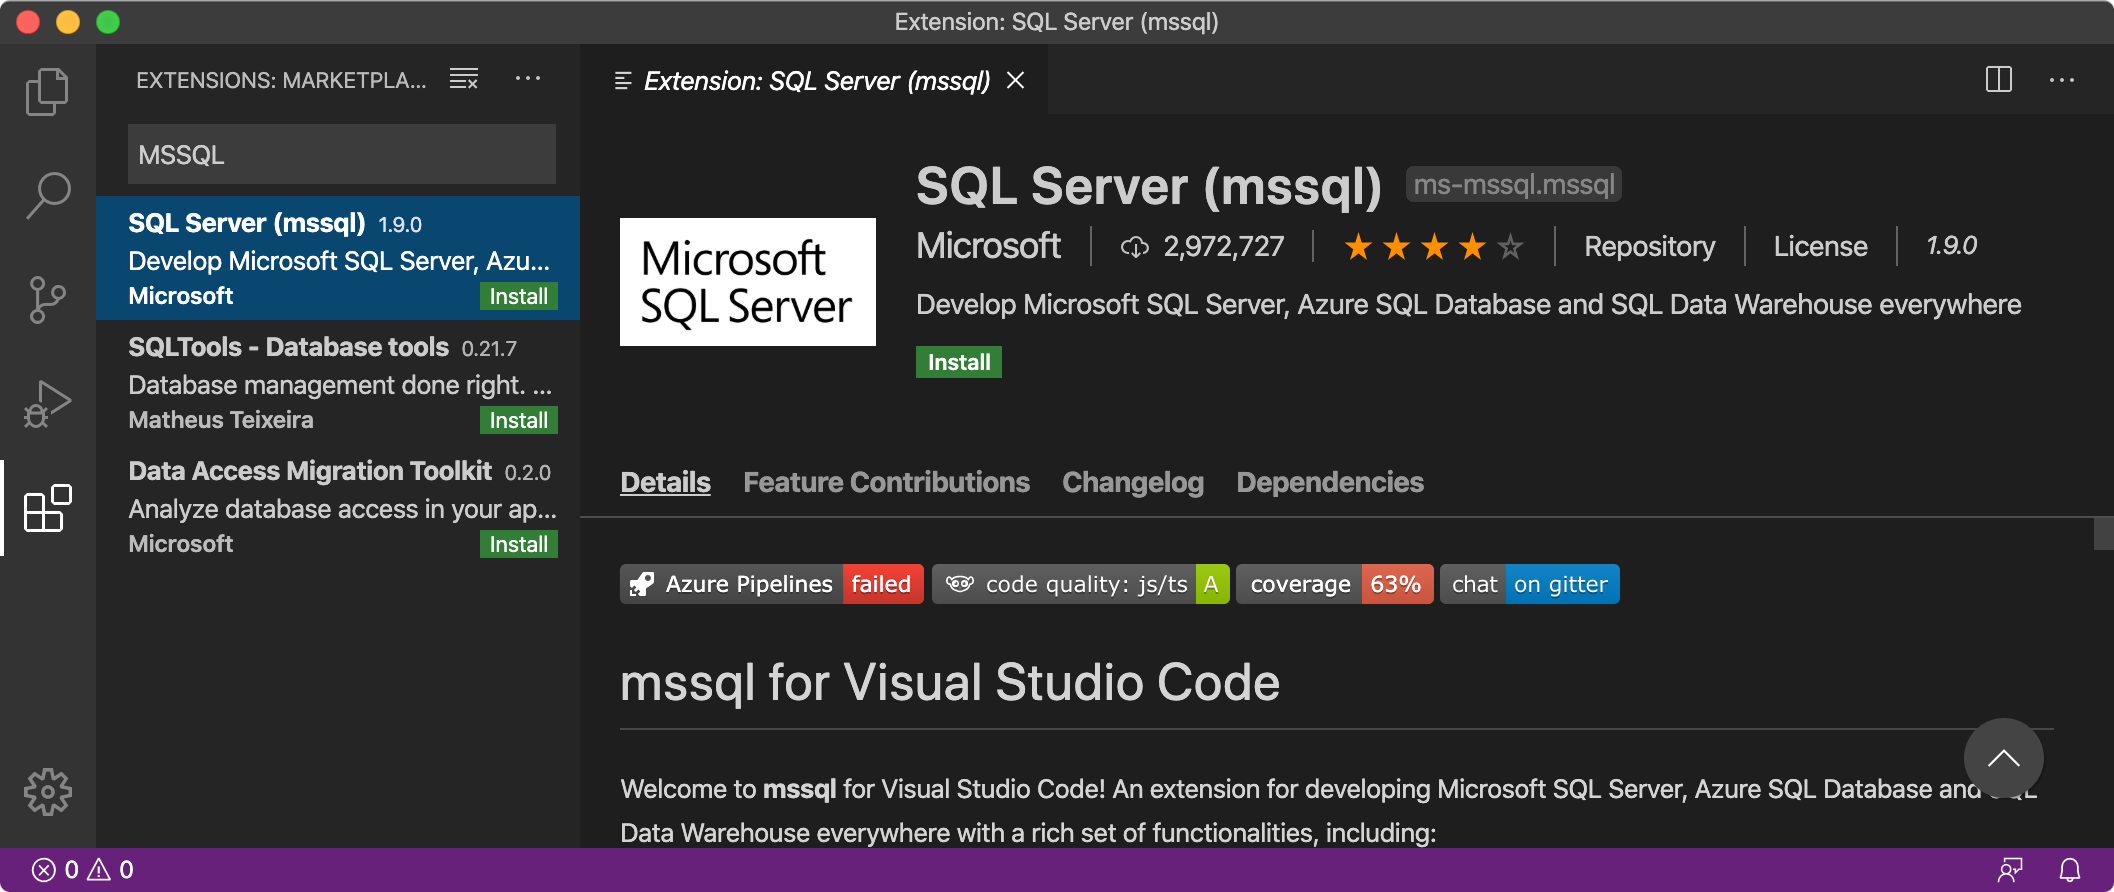 Extension: SQL Server (mssql)
EXTENSIONS: MARKETPLA...
MSSQL
SQL Server (mssql) 1.9.0
Develop Microsoft SQL Server, Azu...
Microsoft Install
SQLTools - Database tools 0.21.7
Database management done right. ...
Matheus Teixeira Install
Data Access Migration Toolkit 0.2.0
Analyze database access in your ap...
Microsoft Install
Extension: SQL Server (mssql)
Microsoft
SQL Server
SQL Server (mssql) ms-mssql.mssql
Microsoft 2,972,727 Repository License 1.9.0
Develop Microsoft SQL Server, Azure SQL Database and SQL Data Warehouse everywhere
Install
Details Feature Contributions Changelog Dependencies
Azure Pipelines failed code quality: js/ts A coverage 63% chat on gitter
mssql for Visual Studio Code
Welcome to mssql for Visual Studio Code! An extension for developing Microsoft SQL Server, Azure SQL Database and SQL
Data Warehouse everywhere with a rich set of functionalities, including:
0 0